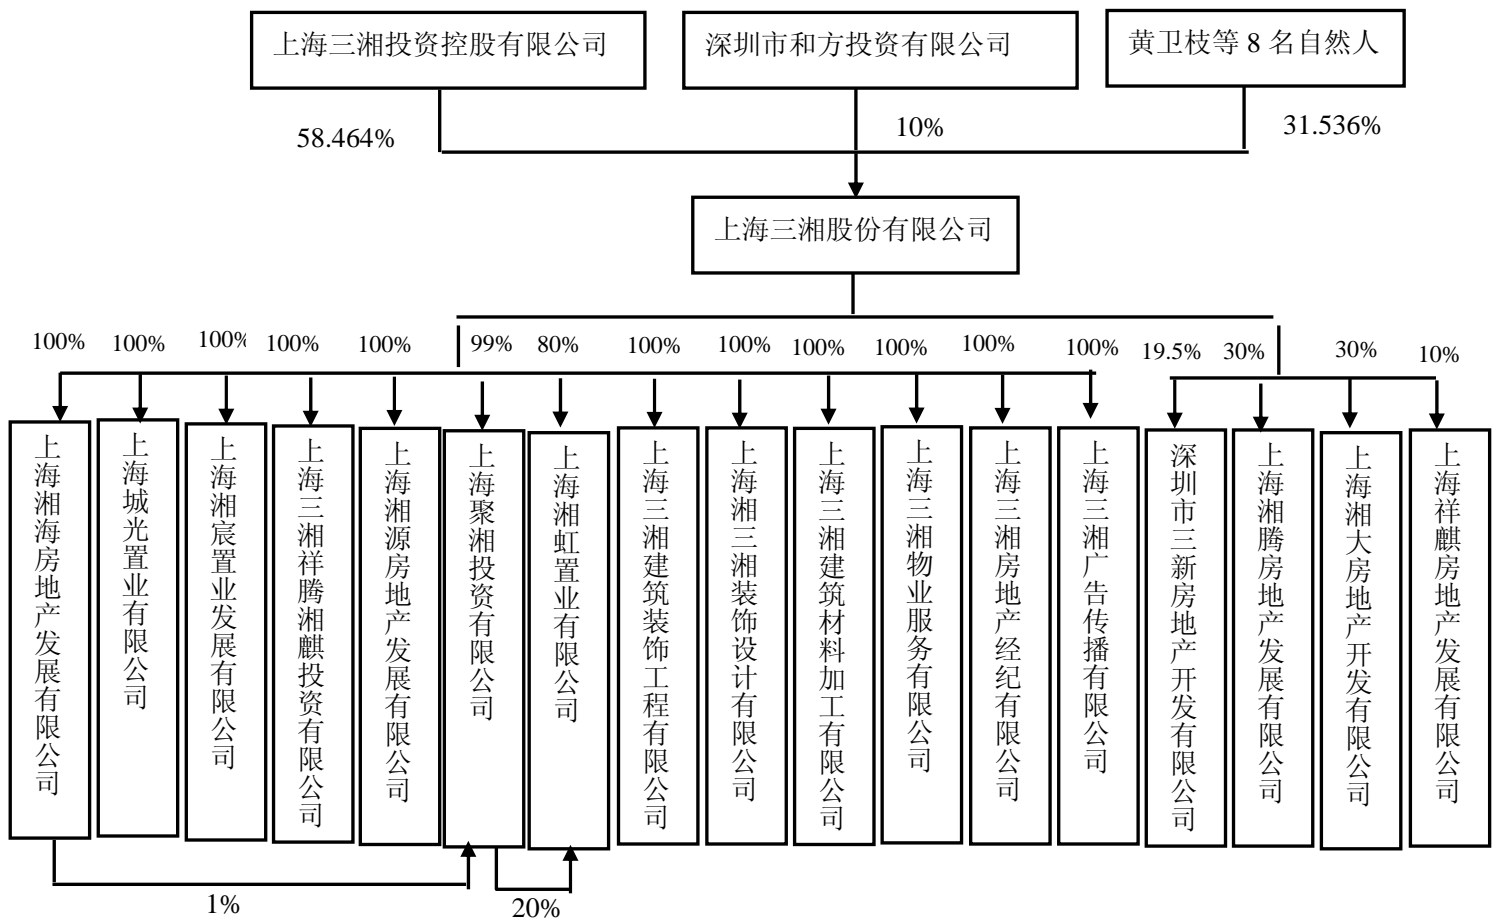 上海三湘投资控股有限公司
深圳市和方投资有限公司
黄卫枝等 8 名自然人
58.464%
10%
31.536%
上海三湘股份有限公司
100%
100%
100%
100%
100%
99%
80%
100%
100%
100%
100%
100%
100%
19.5%
30%
30%
10%
上海湘海房地产发展有限公司
上海城光置业有限公司
上海湘宸置业发展有限公司
上海三湘祥腾湘麒投资有限公司
上海湘源房地产发展有限公司
上海聚湘投资有限公司
上海湘虹置业有限公司
上海三湘建筑装饰工程有限公司
上海湘三湘装饰设计有限公司
上海三湘建筑材料加工有限公司
上海三湘物业服务有限公司
上海三湘房地产经纪有限公司
上海三湘广告传播有限公司
深圳市三新房地产开发有限公司
上海湘腾房地产发展有限公司
上海湘大房地产开发有限公司
上海祥麒房地产发展有限公司
1%
20%